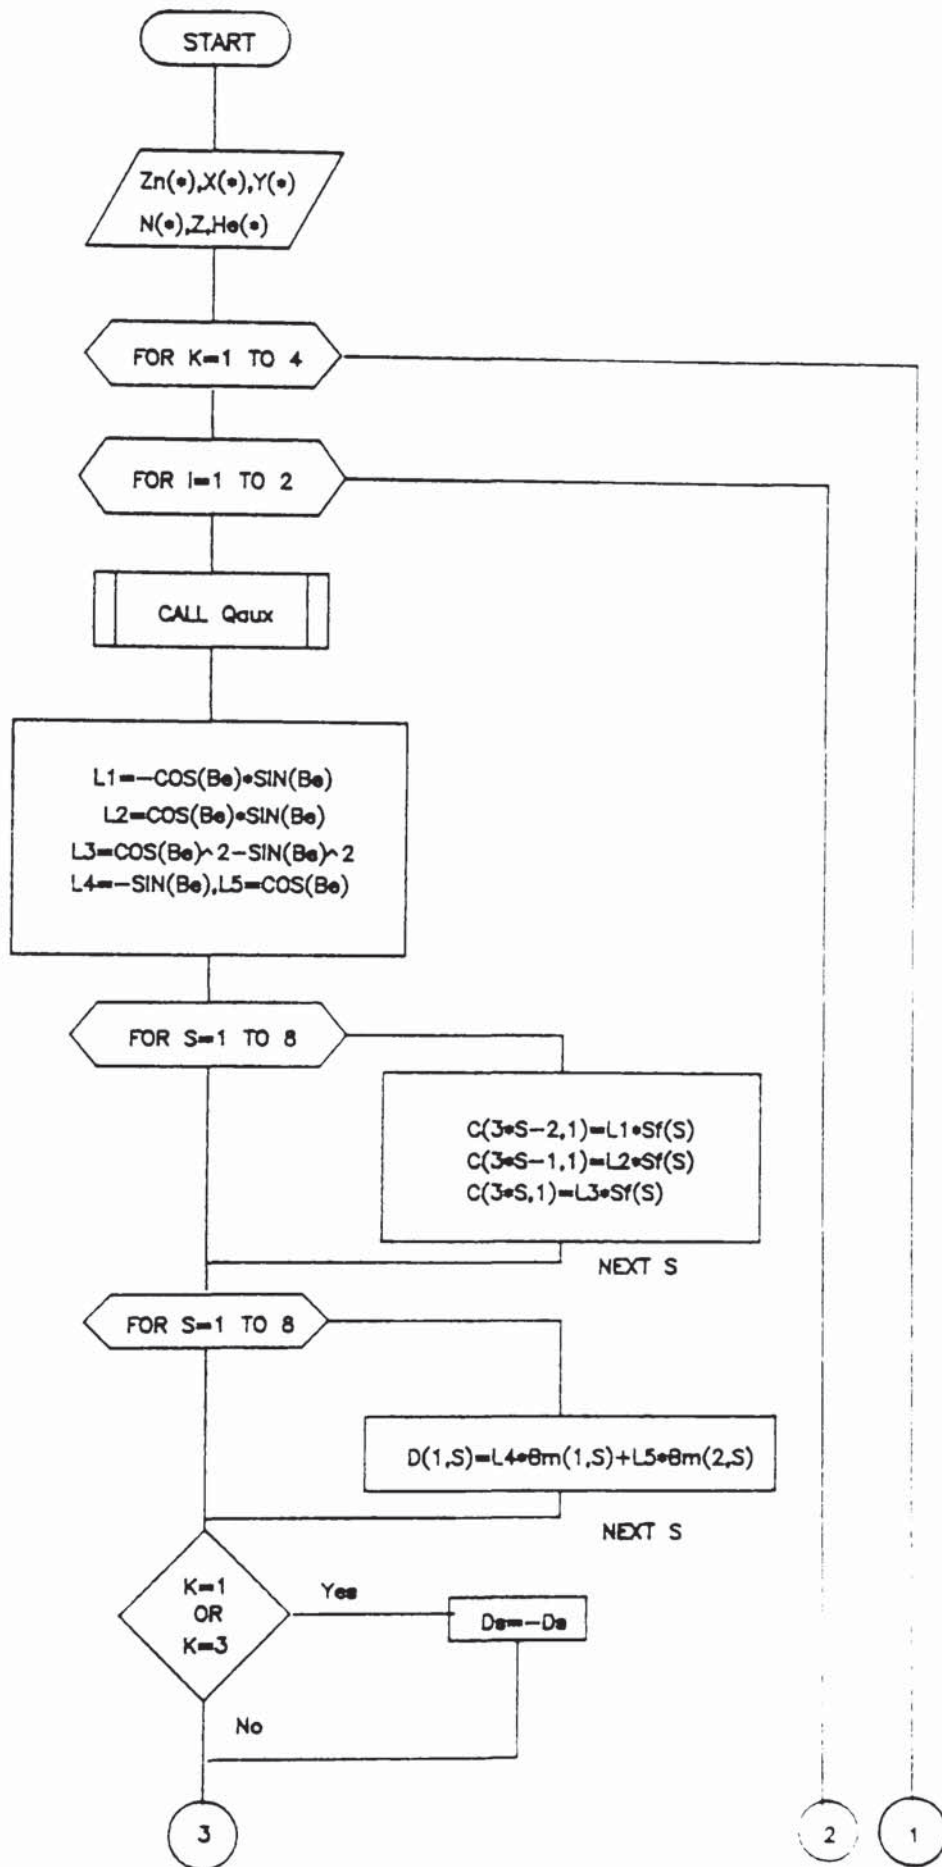 START
Zn(*),X(*),Y(*)
N(*),Z,He(*)
FOR K=1 TO 4
FOR I=1 TO 2
CALL Qaux
L1=-COS(Be)*SIN(Be)
L2=COS(Be)*SIN(Be)
L3=COS(Be)^2-SIN(Be)^2
L4=-SIN(Be),L5=COS(Be)
FOR S=1 TO 8
C(3*S-2,1)=L1*Sf(S)
C(3*S-1,1)=L2*Sf(S)
C(3*S,1)=L3*Sf(S)
NEXT S
FOR S=1 TO 8
D(1,S)=L4*Bm(1,S)+L5*Bm(2,S)
NEXT S
K=1
OR
K=3
Yes
Ds=-Ds
No
3
2
1